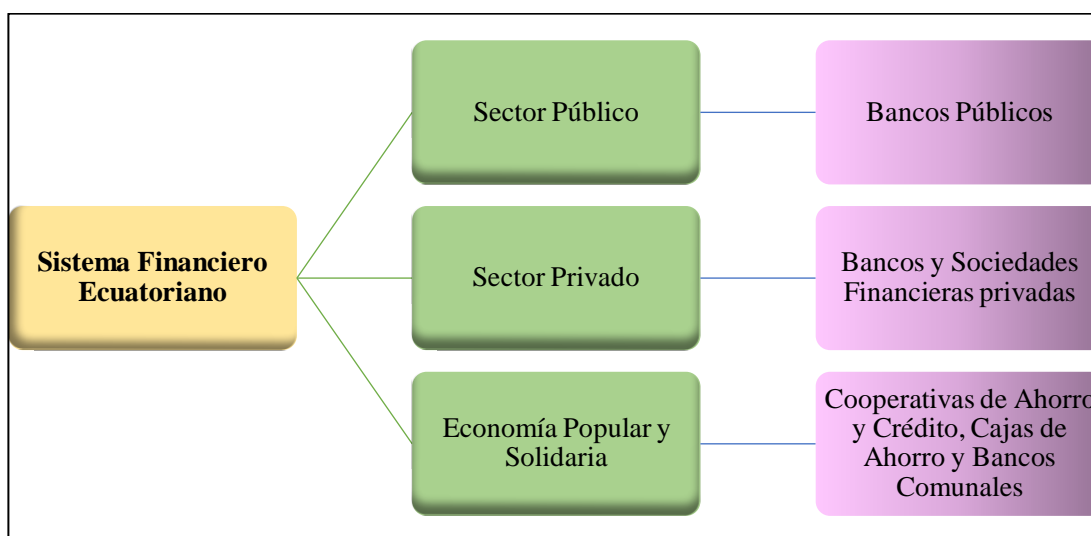 Sistema Financiero
Ecuatoriano
Sector Público
Bancos Públicos
Sector Privado
Bancos y Sociedades
Financieras privadas
Economía Popular y
Solidaria
Cooperativas de Ahorro
y Crédito, Cajas de
Ahorro y Bancos
Comunales